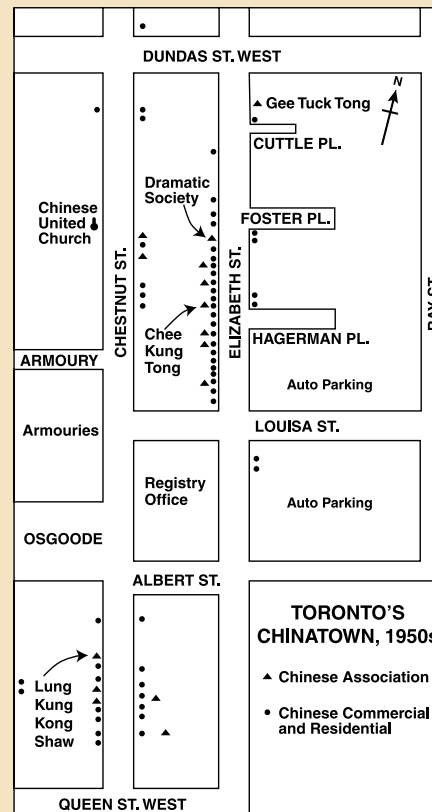 DUNDAS ST. WEST
N
Gee Tuck Tong
CUTTLE PL.
Dramatic
Society
Chinese
United
Church
FOSTER PL.
CHESTNUT ST.
ELIZABETH ST.
BAY ST.
Chee
Kung
Tong
HAGERMAN PL.
ARMOURY
Auto Parking
LOUISA ST.
Armouries
Registry
Office
Auto Parking
OSGOODE
ALBERT ST.
TORONTO'S
CHINATOWN, 1950s
Chinese Association
Chinese Commercial
and Residential
Lung
Kung
Kong
Shaw
QUEEN ST. WEST